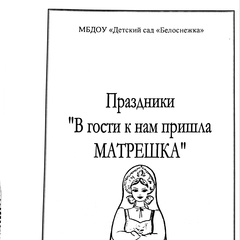 МБДОУ «Детский сад «Белоснежка»
Праздники
"В гости к нам пришла
МАТРЕШКА"